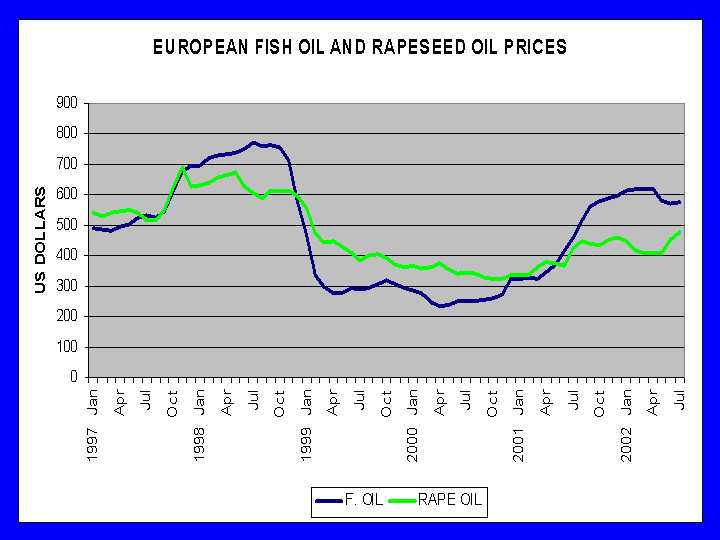 EUROPEAN FISH OIL AND RAPESEED OIL PRICES
US DOLLARS
900
800
700
600
500
400
300
200
100
0
Jan Apr Jul Oct Jan Apr Jul Oct Jan Apr Jul Oct Jan Apr Jul Oct Jan Apr Jul Oct Jan Apr Jul
1997 1998 1999 2000 2001 2002
F. OIL RAPE OIL